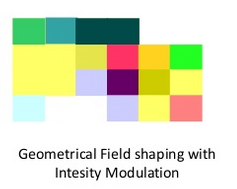 Geometrical Field shaping with
Intesity Modulation